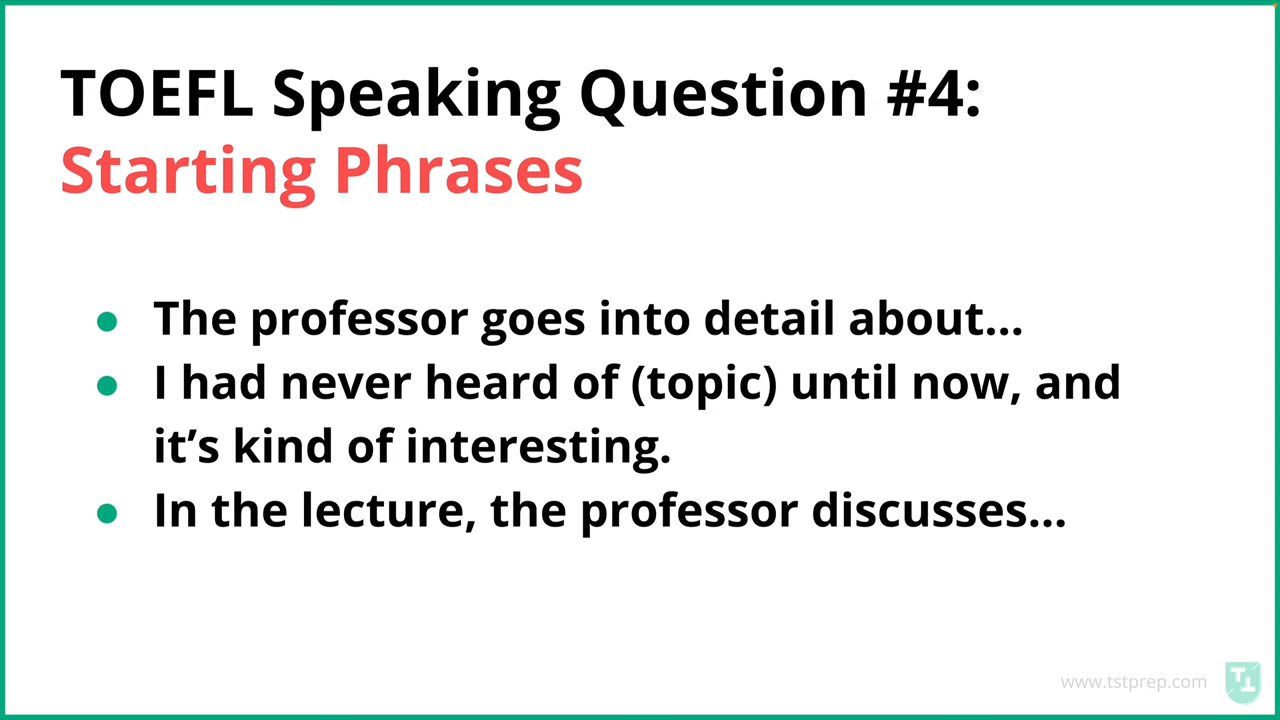 TOEFL Speaking Question #4:
Starting Phrases
● The professor goes into detail about...
● I had never heard of (topic) until now, and
it’s kind of interesting.
● In the lecture, the professor discusses...
www.tstprep.com